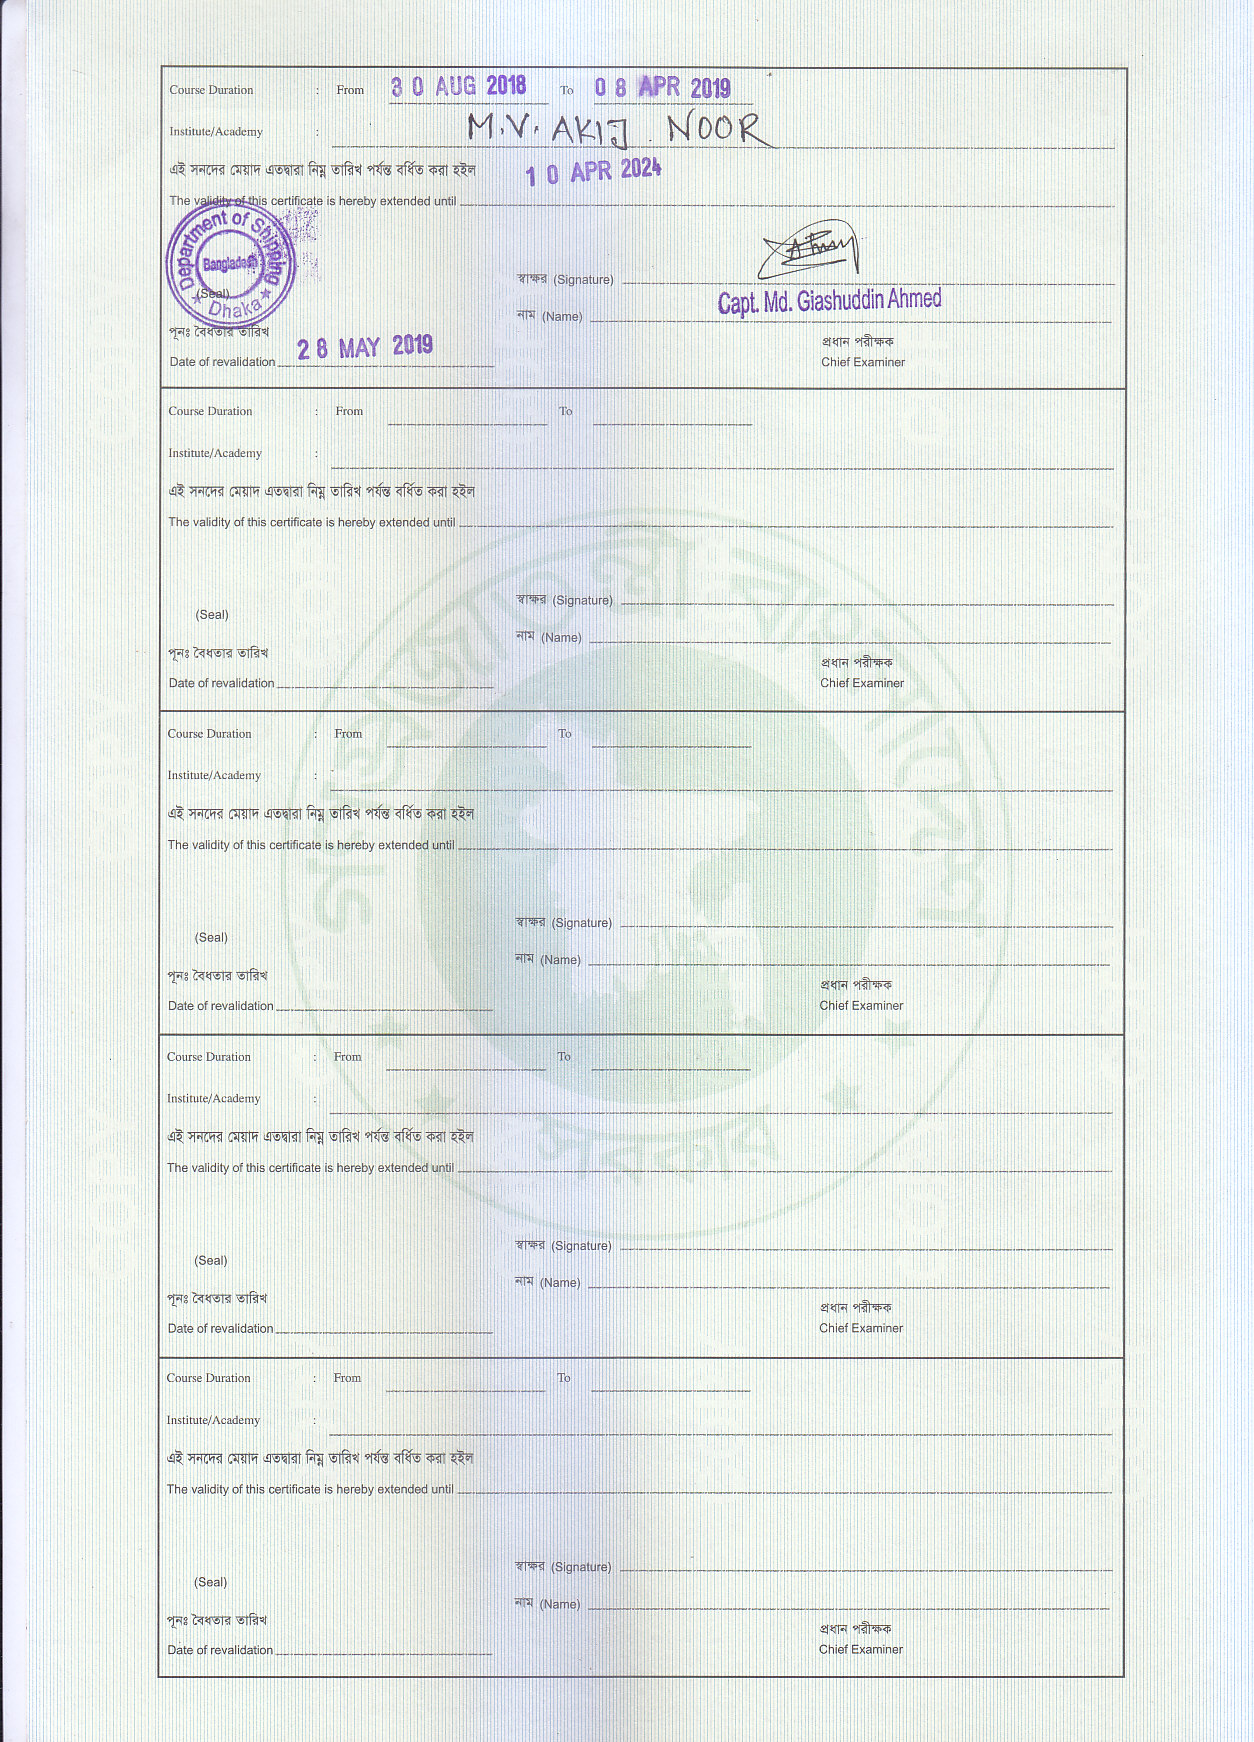 Course Duration : From 30 AUG 2018 To 08 APR 2019
Institute/Academy : M.V. AKIJ NOOR
এই সনদের মেয়াদ এতদ্বারা নিম্ন তারিখ পর্যন্ত বর্ধিত করা হইল
The validity of this certificate is hereby extended until 10 APR 2024
Department of Shipping
Bangladesh
Dhaka
(Seal)
স্বাক্ষর (Signature)
নাম (Name) Capt. Md. Giashuddin Ahmed
পূনঃ বৈধতার তারিখ
Date of revalidation 28 MAY 2019
প্রধান পরীক্ষক
Chief Examiner
Course Duration : From To
Institute/Academy :
এই সনদের মেয়াদ এতদ্বারা নিম্ন তারিখ পর্যন্ত বর্ধিত করা হইল
The validity of this certificate is hereby extended until
স্বাক্ষর (Signature)
(Seal)
নাম (Name)
পূনঃ বৈধতার তারিখ
প্রধান পরীক্ষক
Date of revalidation
Chief Examiner
Course Duration : From To
Institute/Academy :
এই সনদের মেয়াদ এতদ্বারা নিম্ন তারিখ পর্যন্ত বর্ধিত করা হইল
The validity of this certificate is hereby extended until
স্বাক্ষর (Signature)
(Seal)
নাম (Name)
পূনঃ বৈধতার তারিখ
প্রধান পরীক্ষক
Date of revalidation
Chief Examiner
Course Duration : From To
Institute/Academy :
এই সনদের মেয়াদ এতদ্বারা নিম্ন তারিখ পর্যন্ত বর্ধিত করা হইল
The validity of this certificate is hereby extended until
স্বাক্ষর (Signature)
(Seal)
নাম (Name)
পূনঃ বৈধতার তারিখ
প্রধান পরীক্ষক
Date of revalidation
Chief Examiner
Course Duration : From To
Institute/Academy :
এই সনদের মেয়াদ এতদ্বারা নিম্ন তারিখ পর্যন্ত বর্ধিত করা হইল
The validity of this certificate is hereby extended until
স্বাক্ষর (Signature)
(Seal)
নাম (Name)
পূনঃ বৈধতার তারিখ
প্রধান পরীক্ষক
Date of revalidation
Chief Examiner
গণপ্রজাতন্ত্রী বাংলাদেশ
সরকার